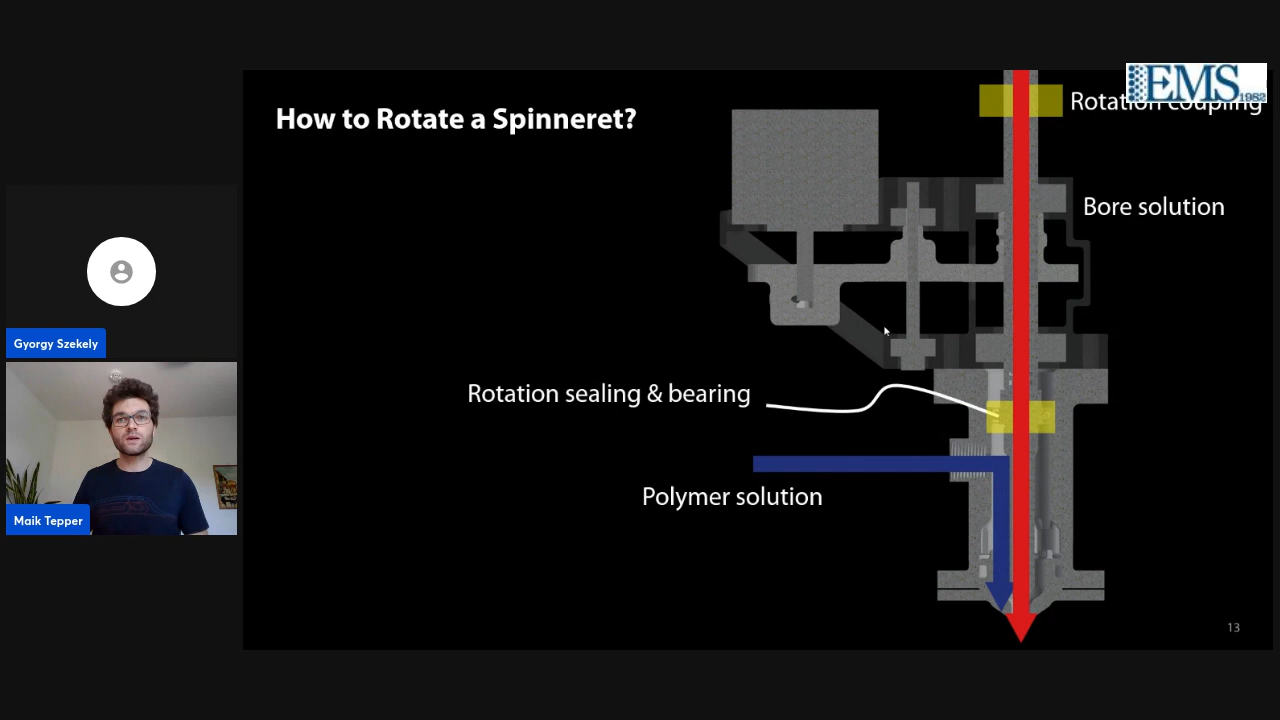 How to Rotate a Spinneret?
EMS
1982
Rotation coupling
Bore solution
Rotation sealing & bearing
Polymer solution
13
Gyorgy Szekely
Maik Tepper